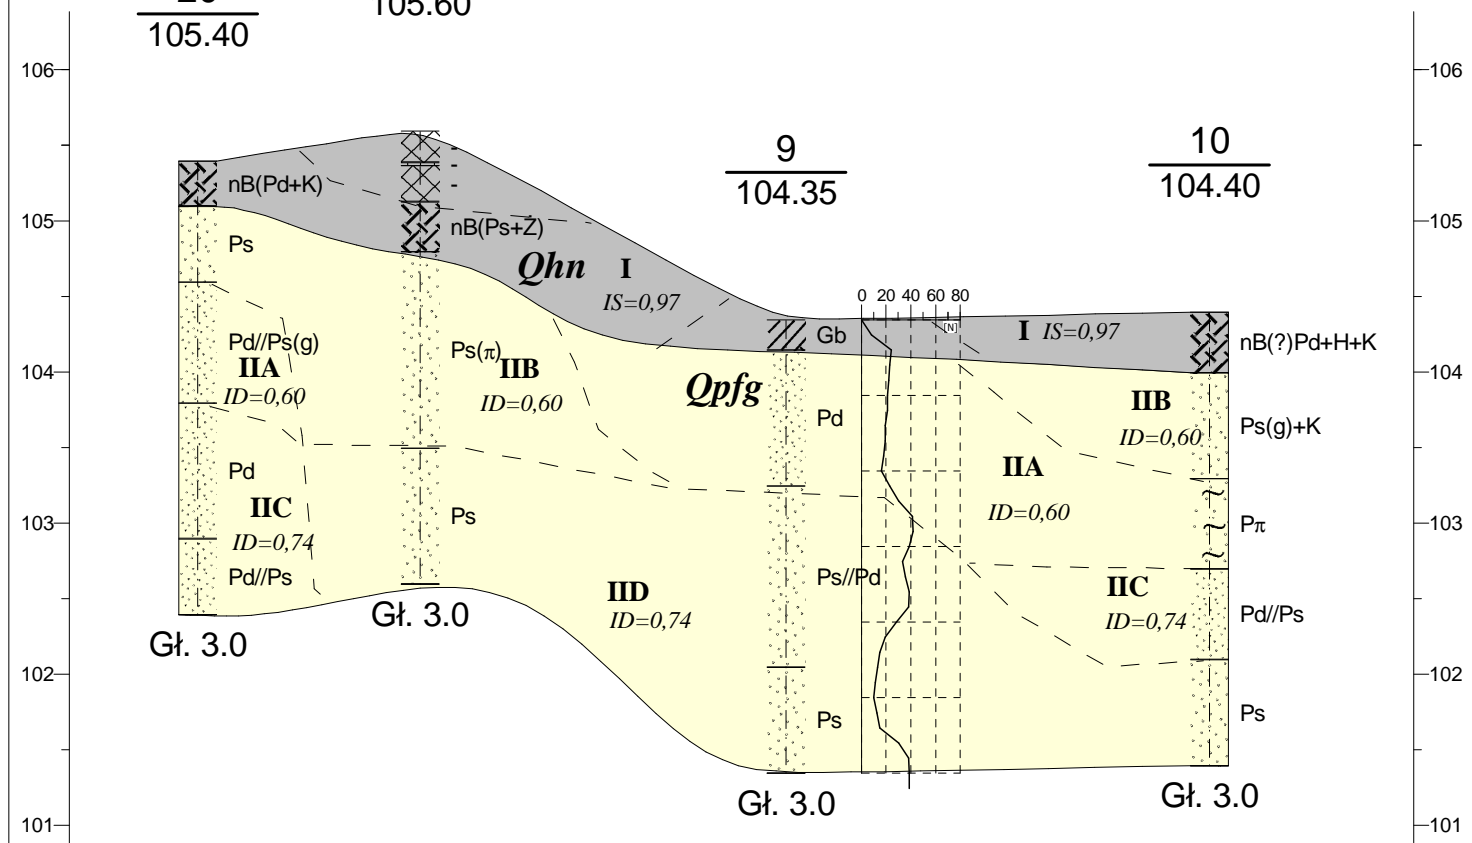 105.40
105.60
106
106
9
104.35
10
104.40
nB(Pd+K)
-
-
nB(Ps+Ż)
105
105
Ps
Qhn
I
IS=0,97
0 20 40 60 80
[N]
I IS=0,97
Gb
nB(?)Pd+H+K
Pd//Ps(g)
IIA
ID=0,60
Ps(π)
IIB
ID=0,60
Qpfg
104
104
IIB
ID=0,60
Ps(g)+K
Pd
Pd
IIA
ID=0,60
IIC
ID=0,74
Ps
103
103
Pπ
Pd//Ps
Ps//Pd
IID
ID=0,74
IIC
ID=0,74
Pd//Ps
Gł. 3.0
Gł. 3.0
102
102
Ps
Ps
Gł. 3.0
Gł. 3.0
101
101